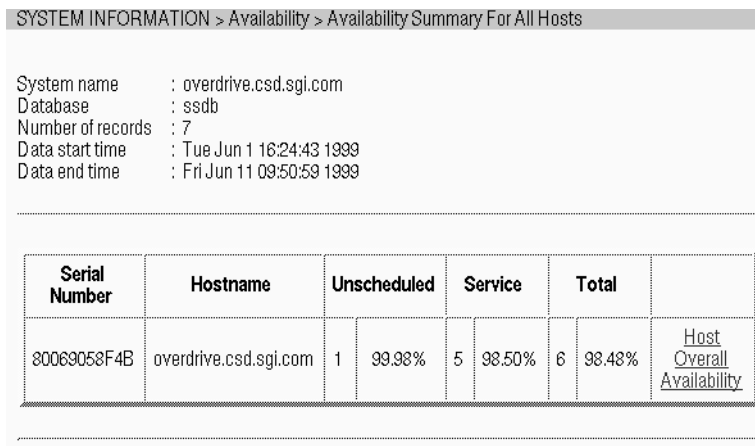 SYSTEM INFORMATION > Availability > Availability Summary For All Hosts
System name : overdrive.csd.sgi.com
Database : ssdb
Number of records : 7
Data start time : Tue Jun 1 16:24:43 1999
Data end time : Fri Jun 11 09:50:59 1999
Serial Number Hostname Unscheduled Service Total
80069058F4B overdrive.csd.sgi.com 1 99.98% 5 98.50% 6 98.48% Host Overall Availability